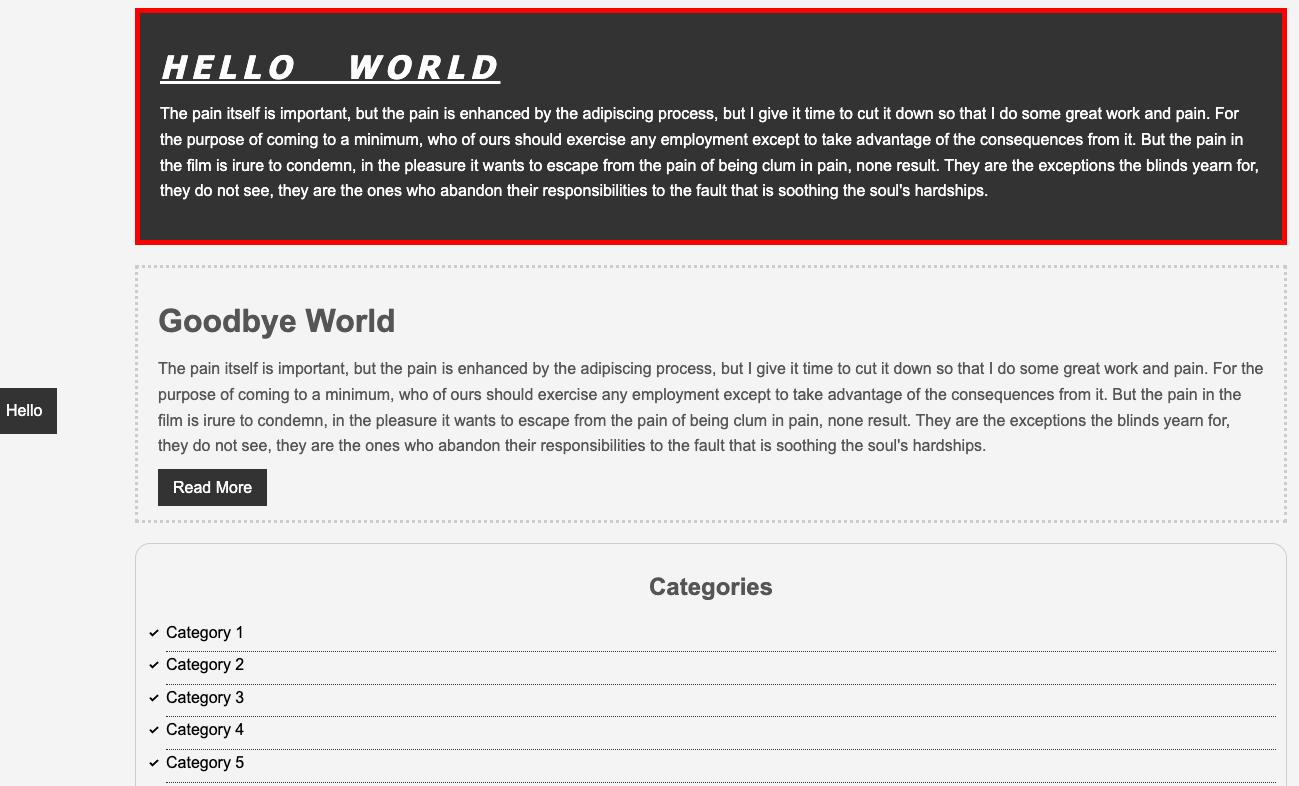 HELLO WORLD
The pain itself is important, but the pain is enhanced by the adipiscing process, but I give it time to cut it down so that I do some great work and pain. For
the purpose of coming to a minimum, who of ours should exercise any employment except to take advantage of the consequences from it. But the pain in
the film is irure to condemn, in the pleasure it wants to escape from the pain of being clum in pain, none result. They are the exceptions the blinds yearn for,
they do not see, they are the ones who abandon their responsibilities to the fault that is soothing the soul's hardships.
Goodbye World
The pain itself is important, but the pain is enhanced by the adipiscing process, but I give it time to cut it down so that I do some great work and pain. For the
purpose of coming to a minimum, who of ours should exercise any employment except to take advantage of the consequences from it. But the pain in the
film is irure to condemn, in the pleasure it wants to escape from the pain of being clum in pain, none result. They are the exceptions the blinds yearn for,
they do not see, they are the ones who abandon their responsibilities to the fault that is soothing the soul's hardships.
Hello
Read More
Categories
Category 1
Category 2
Category 3
Category 4
Category 5